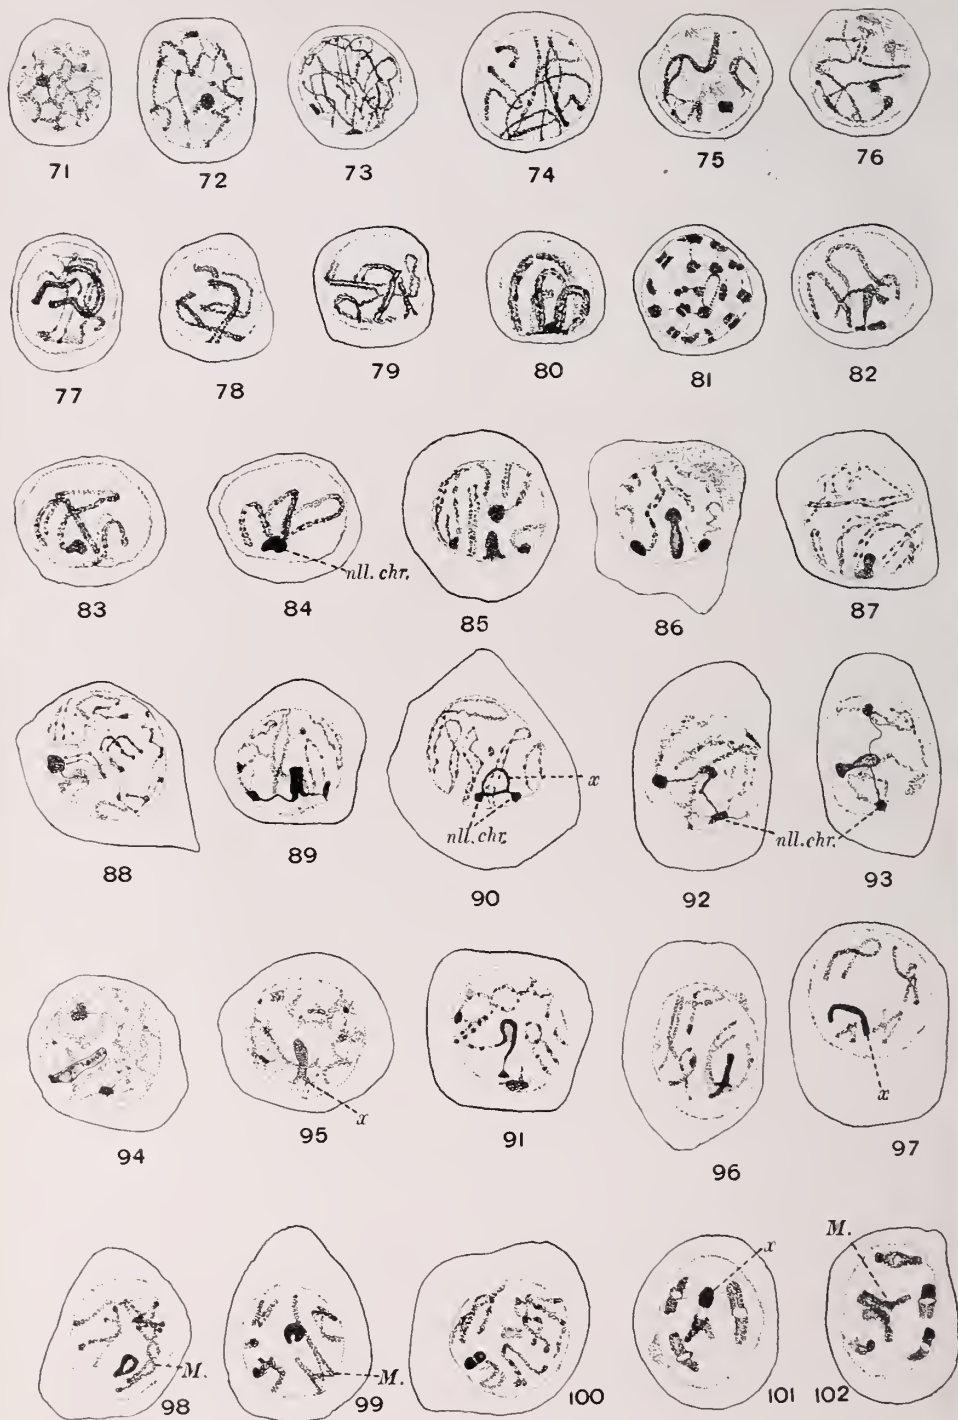 71 72 73 74 75 76
77 78 79 80 81 82
nll. chr.
83 84 85 86 87
x
nll. chr.
nll. chr.
88 89 90 92 93
x
x
94 95 91 96 97
M.
x
M.
M.
98 99 100 101 102